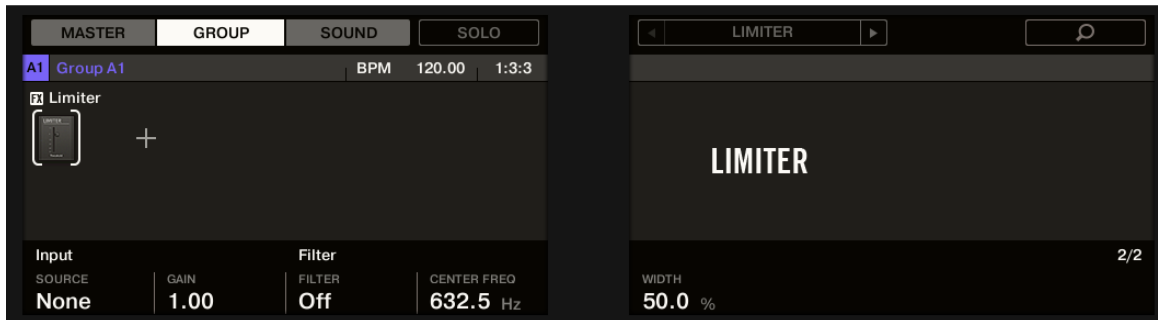 MASTER GROUP SOUND SOLO
A1 Group A1 BPM 120.00 1:3:3
FX Limiter
LIMITER
Input Filter
SOURCE GAIN FILTER CENTER FREQ
None 1.00 Off 632.5 Hz
LIMITER
LIMITER
2/2
WIDTH
50.0 %